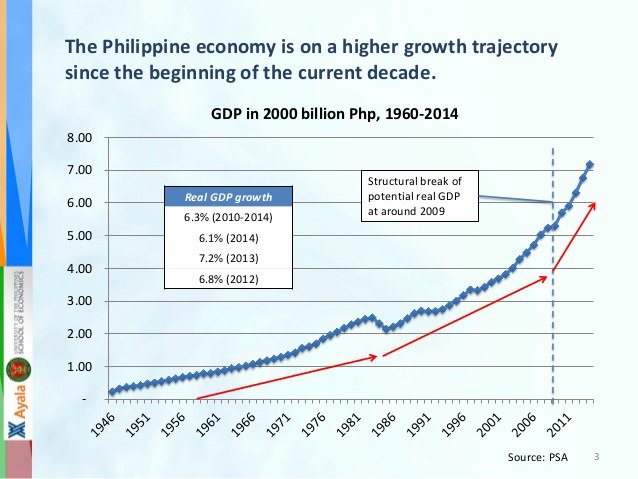 The Philippine economy is on a higher growth trajectory
since the beginning of the current decade.
GDP in 2000 billion Php, 1960-2014
8.00
7.00
6.00
5.00
4.00
3.00
2.00
1.00
-
Real GDP growth
6.3% (2010-2014)
6.1% (2014)
7.2% (2013)
6.8% (2012)
Structural break of
potential real GDP
at around 2009
1946
1951
1956
1961
1966
1971
1976
1981
1986
1991
1996
2001
2006
2011
UNIVERSITY OF THE PHILIPPINES
SCHOOL OF ECONOMICS
Ayala
Source: PSA
3